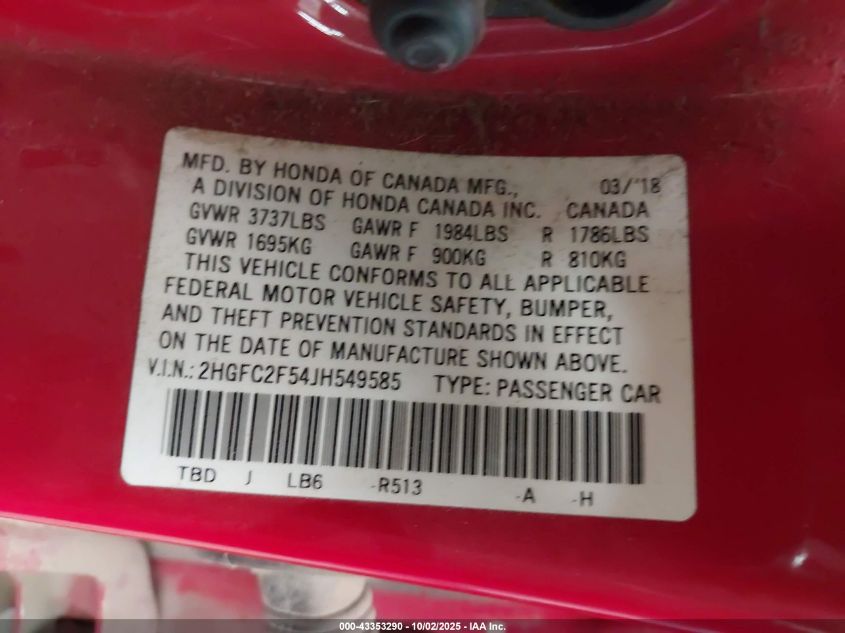 MFD. BY HONDA OF CANADA MFG., 03/'18
A DIVISION OF HONDA CANADA INC. CANADA
GVWR 3737LBS GAWR F 1984LBS R 1786LBS
GVWR 1695KG GAWR F 900KG R 810KG
THIS VEHICLE CONFORMS TO ALL APPLICABLE
FEDERAL MOTOR VEHICLE SAFETY, BUMPER,
AND THEFT PREVENTION STANDARDS IN EFFECT
ON THE DATE OF MANUFACTURE SHOWN ABOVE.
V.I.N.: 2HGFC2F54JH549585 TYPE: PASSENGER CAR
TBD J LB6 -R513 -A -H
000-43353290 - 10/02/2025 - IAA Inc.